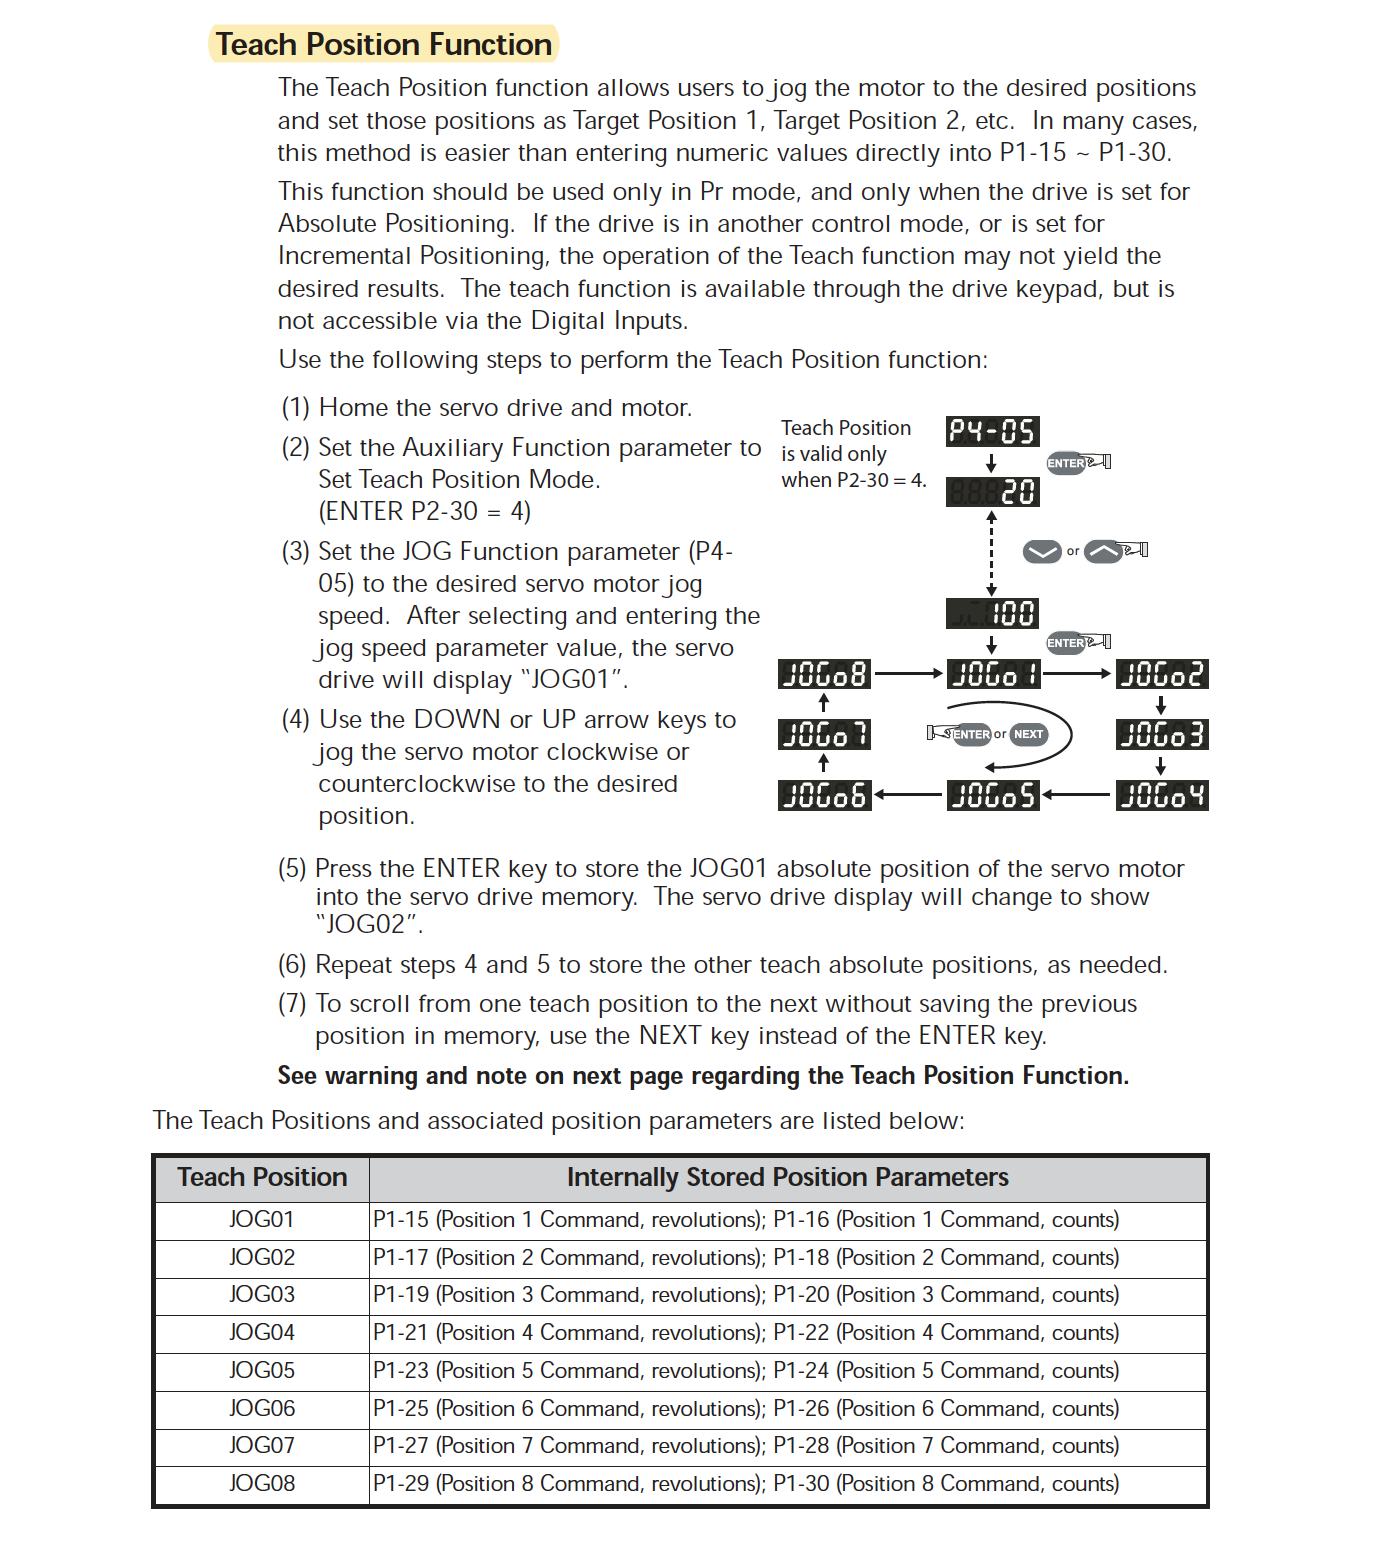 Teach Position Function
The Teach Position function allows users to jog the motor to the desired positions
and set those positions as Target Position 1, Target Position 2, etc.  In many cases,
this method is easier than entering numeric values directly into P1-15 ~ P1-30.
This function should be used only in Pr mode, and only when the drive is set for
Absolute Positioning.  If the drive is in another control mode, or is set for
Incremental Positioning, the operation of the Teach function may not yield the
desired results.  The teach function is available through the drive keypad, but is
not accessible via the Digital Inputs.
Use the following steps to perform the Teach Position function:
(1) Home the servo drive and motor.
(2) Set the Auxiliary Function parameter to
Set Teach Position Mode.
(ENTER P2-30 = 4)
(3) Set the JOG Function parameter (P4-
05) to the desired servo motor jog
speed.  After selecting and entering the
jog speed parameter value, the servo
drive will display “JOG01”.
(4) Use the DOWN or UP arrow keys to
jog the servo motor clockwise or
counterclockwise to the desired
position.
Teach Position
is valid only
when P2-30 = 4.
P4-05
ENTER
20
or
100
ENTER
JOGo8
JOGo1
JOGo2
JOGo7
ENTER or NEXT
JOGo3
JOGo6
JOGo5
JOGo4
(5) Press the ENTER key to store the JOG01 absolute position of the servo motor
into the servo drive memory.  The servo drive display will change to show
“JOG02”.
(6) Repeat steps 4 and 5 to store the other teach absolute positions, as needed.
(7) To scroll from one teach position to the next without saving the previous
position in memory, use the NEXT key instead of the ENTER key.
See warning and note on next page regarding the Teach Position Function.
The Teach Positions and associated position parameters are listed below:
Teach Position Internally Stored Position Parameters
JOG01 P1-15 (Position 1 Command, revolutions); P1-16 (Position 1 Command, counts)
JOG02 P1-17 (Position 2 Command, revolutions); P1-18 (Position 2 Command, counts)
JOG03 P1-19 (Position 3 Command, revolutions); P1-20 (Position 3 Command, counts)
JOG04 P1-21 (Position 4 Command, revolutions); P1-22 (Position 4 Command, counts)
JOG05 P1-23 (Position 5 Command, revolutions); P1-24 (Position 5 Command, counts)
JOG06 P1-25 (Position 6 Command, revolutions); P1-26 (Position 6 Command, counts)
JOG07 P1-27 (Position 7 Command, revolutions); P1-28 (Position 7 Command, counts)
JOG08 P1-29 (Position 8 Command, revolutions); P1-30 (Position 8 Command, counts)